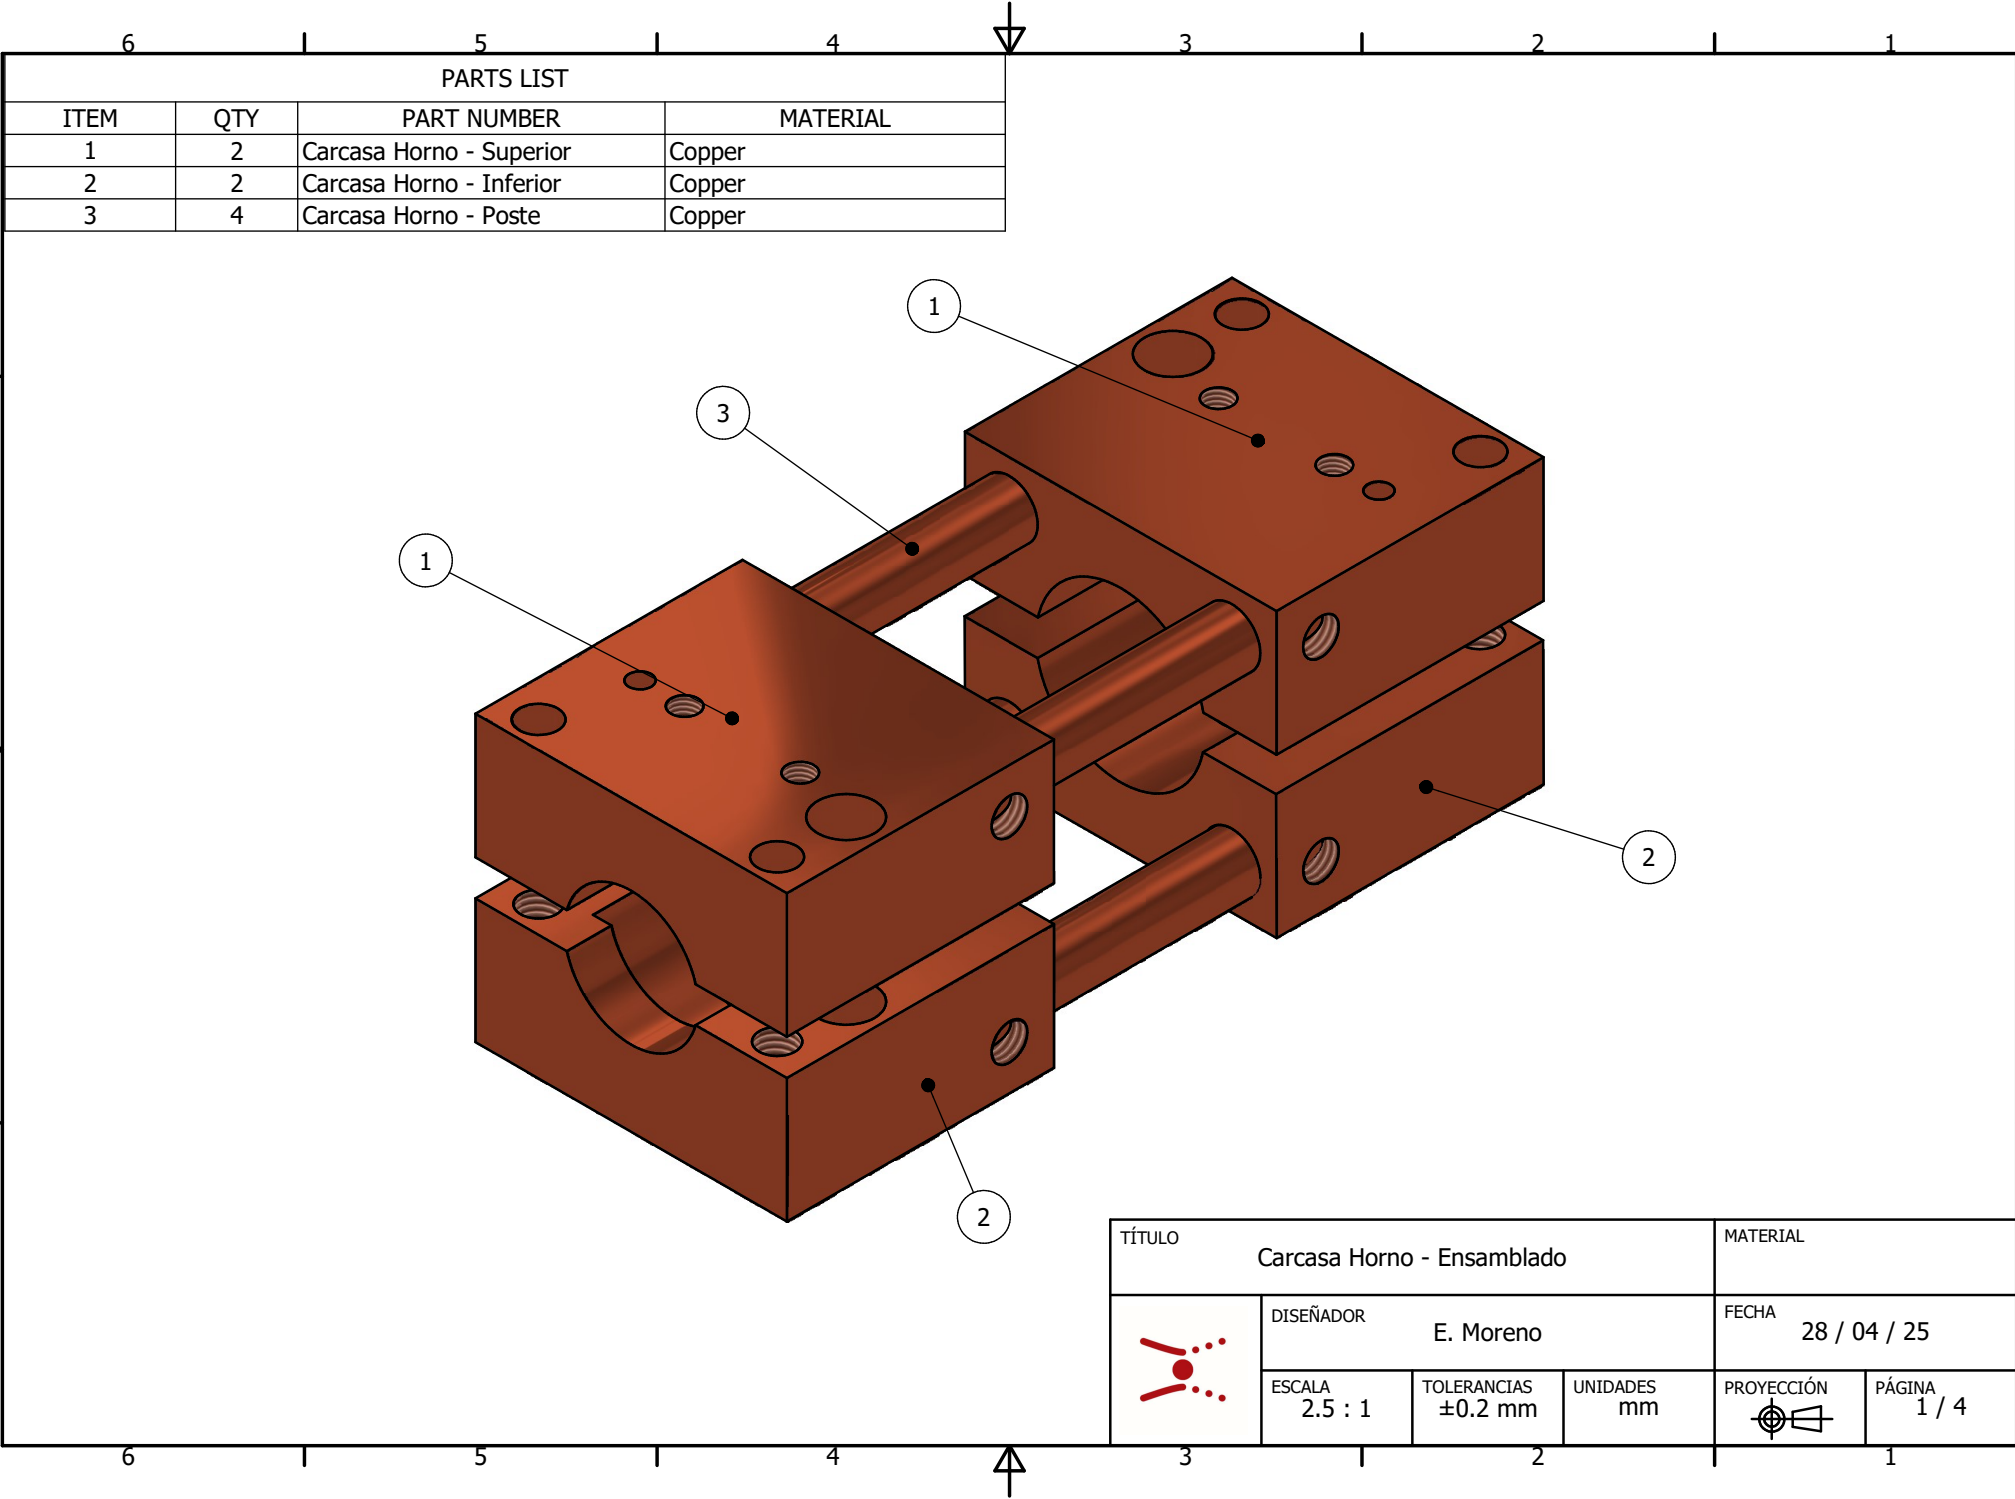 6 5 4 3 2 1
PARTS LIST
ITEM QTY PART NUMBER MATERIAL
1 2 Carcasa Horno - Superior Copper
2 2 Carcasa Horno - Inferior Copper
3 4 Carcasa Horno - Poste Copper
1
3
1
2
2
TÍTULO
Carcasa Horno - Ensamblado
MATERIAL
DISEÑADOR
E. Moreno
FECHA
28 / 04 / 25
ESCALA
2.5 : 1
TOLERANCIAS
±0.2 mm
UNIDADES
mm
PROYECCIÓN
PÁGINA
1 / 4
6 5 4 3 2 1